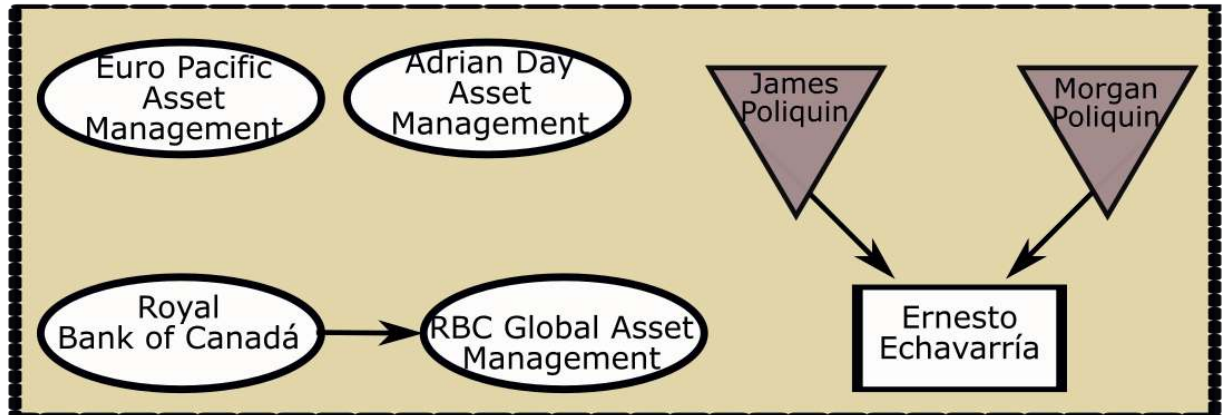 Euro Pacific
Asset
Management
Adrian Day
Asset
Management
James
Poliquin
Morgan
Poliquin
Royal
Bank of Canadá
RBC Global Asset
Management
Ernesto
Echavarría